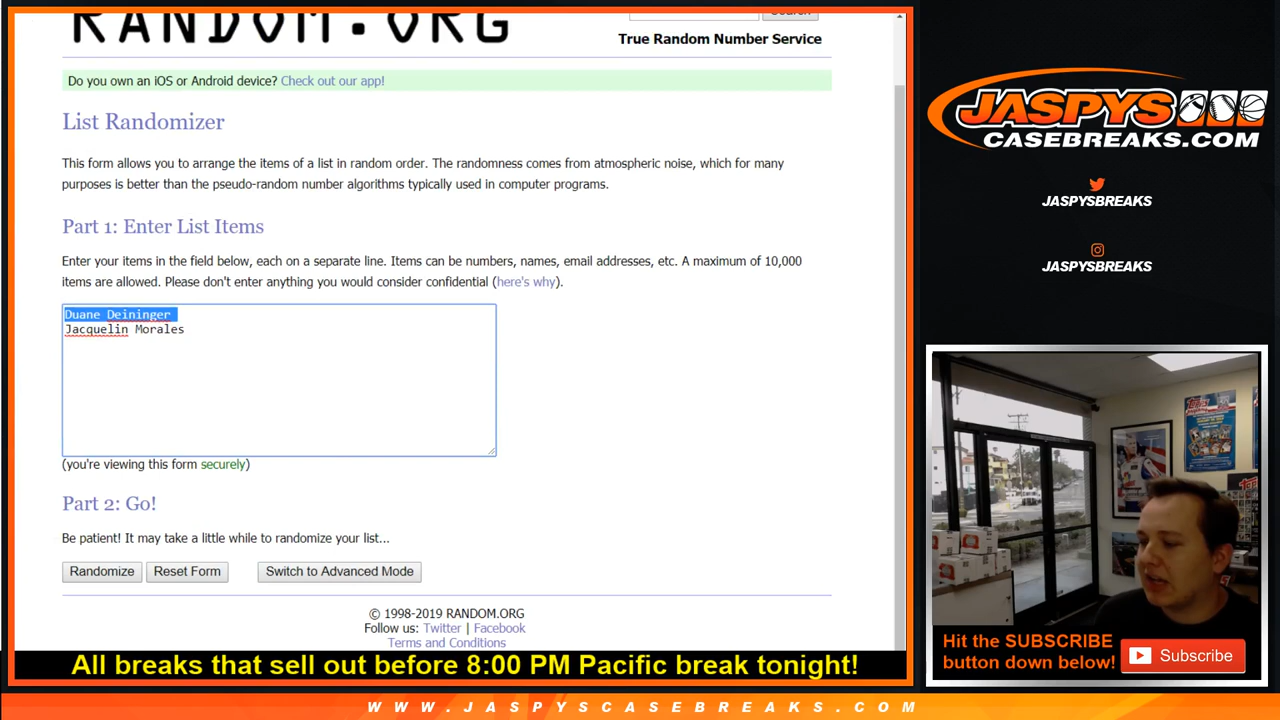 RANDOM.ORG
Search
True Random Number Service
Do you own an iOS or Android device? Check out our app!
List Randomizer
This form allows you to arrange the items of a list in random order. The randomness comes from atmospheric noise, which for many
purposes is better than the pseudo-random number algorithms typically used in computer programs.
Part 1: Enter List Items
Enter your items in the field below, each on a separate line. Items can be numbers, names, email addresses, etc. A maximum of 10,000
items are allowed. Please don't enter anything you would consider confidential (here's why).
Duane Deininger
Jacquelin Morales
(you're viewing this form securely)
Part 2: Go!
Be patient! It may take a little while to randomize your list...
Randomize Reset Form Switch to Advanced Mode
© 1998-2019 RANDOM.ORG
Follow us: Twitter | Facebook
Terms and Conditions
All breaks that sell out before 8:00 PM Pacific break tonight!
WWW.JASPYSCASEBREAKS.COM
JASPYS
CASEBREAKS.COM
JASPYSBREAKS
JASPYSBREAKS
Hit the SUBSCRIBE
button down below!
Subscribe